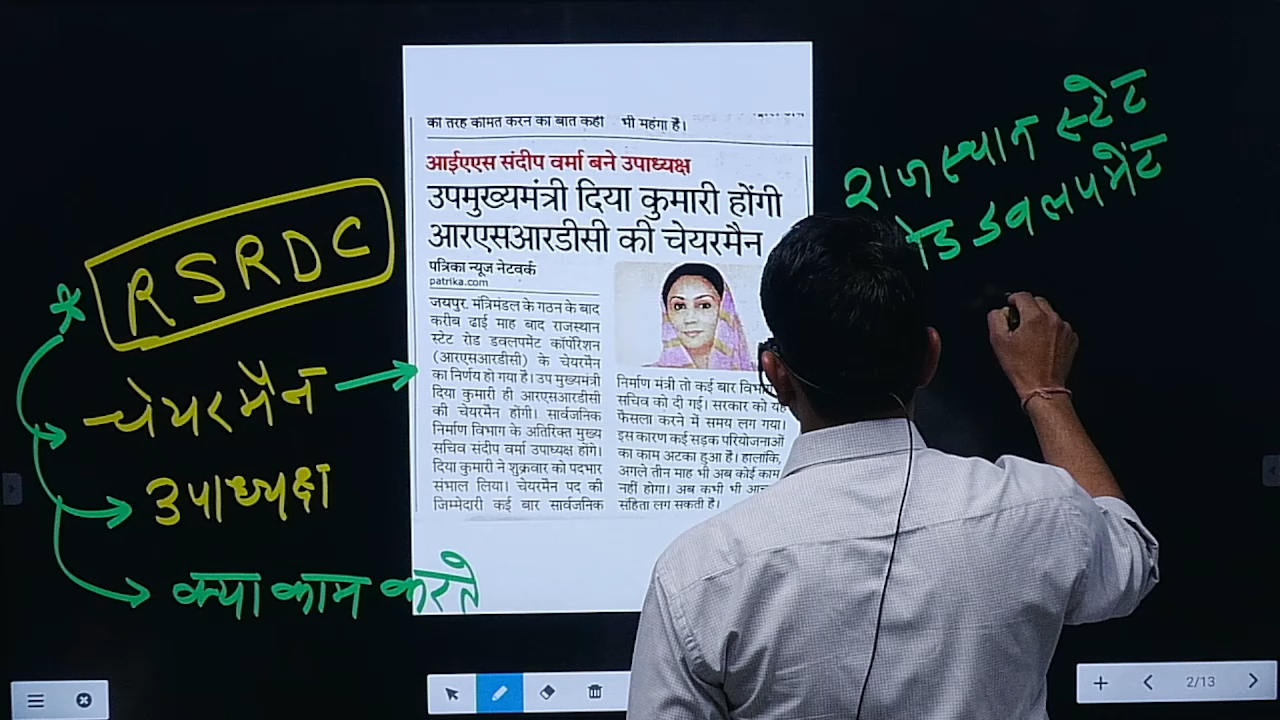 RSRDC
चेयरमैन
उपाध्यक्ष
क्या काम करते
का तरह कामत करन का बात कहा भी महंगा है।
आईएएस संदीप वर्मा बने उपाध्यक्ष
उपमुख्यमंत्री दिया कुमारी होंगी
आरएसआरडीसी की चेयरमैन
पत्रिका न्यूज नेटवर्क
patrika.com
जयपुर. मंत्रिमंडल के गठन के बाद
करीब ढाई माह बाद राजस्थान
स्टेट रोड डवलपमेंट कॉर्पोरेशन
(आरएसआरडीसी) के चेयरमैन
का निर्णय हो गया है। उप मुख्यमंत्री
दिया कुमारी ही आरएसआरडीसी
की चेयरमैन होंगी। सार्वजनिक
निर्माण विभाग के अतिरिक्त मुख्य
सचिव संदीप वर्मा उपाध्यक्ष होंगे।
दिया कुमारी ने शुक्रवार को पदभार
संभाल लिया। चेयरमैन पद की
जिम्मेदारी कई बार सार्वजनिक
निर्माण मंत्री तो कई बार विभाग
सचिव को दी गई। सरकार को यह
फैसला करने में समय लग गया।
इस कारण कई सड़क परियोजनाओं
का काम अटका हुआ है। हालांकि,
अगले तीन माह भी अब कोई काम
नहीं होगा। अब कभी भी
सहिता लग सकती है।
राजस्थान स्टेट
डवलपमेंट
2/13